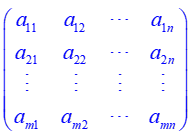 a₁₁ a₁₂ ⋯ a₁ₙ
a₂₁ a₂₂ ⋯ a₂ₙ
⋮ ⋮ ⋮ ⋮
aₘ₁ aₘ₂ ⋯ aₘₙ